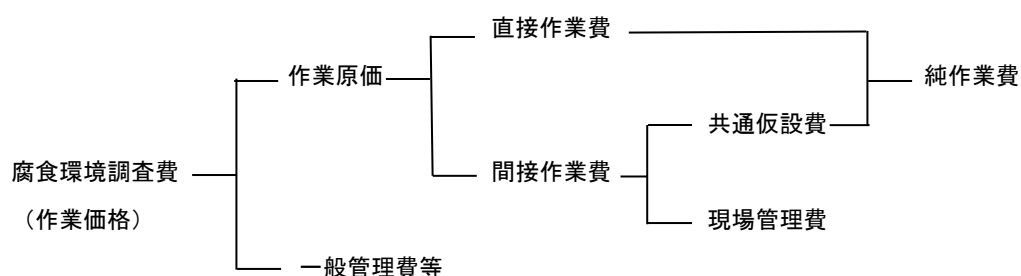 直接作業費
作業原価
純作業費
共通仮設費
腐食環境調査費
間接作業費
（作業価格）
現場管理費
一般管理費等